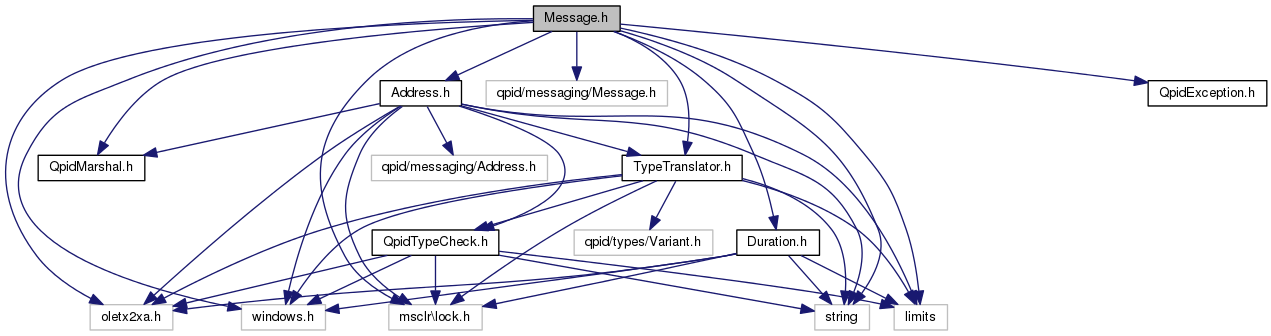 Message.h
Address.h
qpid/messaging/Message.h
QpidException.h
QpidMarshal.h
qpid/messaging/Address.h
TypeTranslator.h
QpidTypeCheck.h
qpid/types/Variant.h
Duration.h
oletx2xa.h
windows.h
msclr\lock.h
string
limits